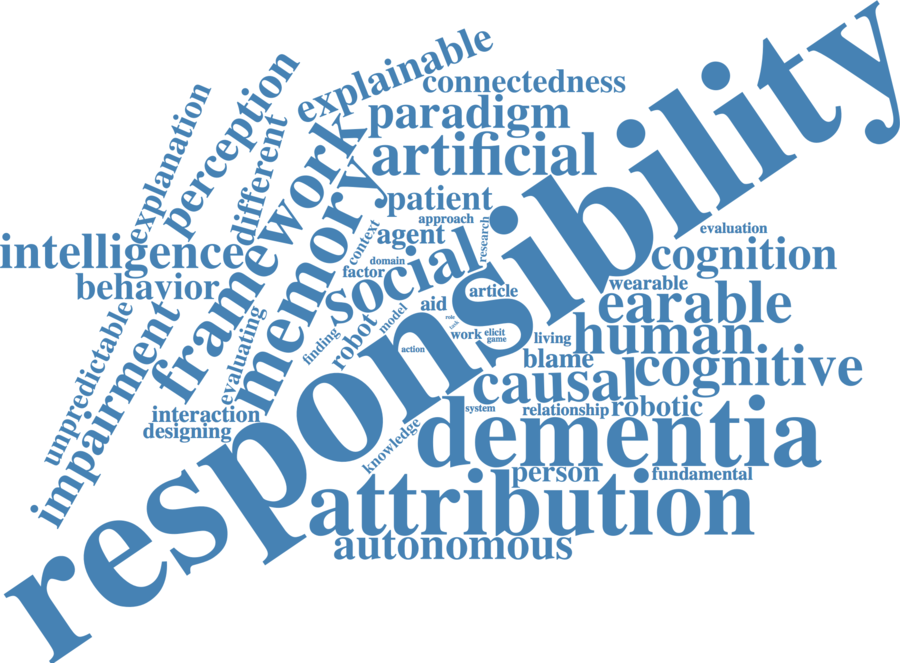 responsibility
explainable
connectedness
paradigm
artificial
perception
explanation
different
framework
memory
patient
approach
research
context
agent
social
domain
factor
intelligence
behavior
evaluation
cognition
wearable
earable
article
aid
model
robot
finding
role
task
work
elicit
game
action
living
human
blame
cognitive
causal
unpredictable
impairment
evaluating
interaction
designing
system
relationship
robotic
dementia
knowledge
person
fundamental
attribution
autonomous